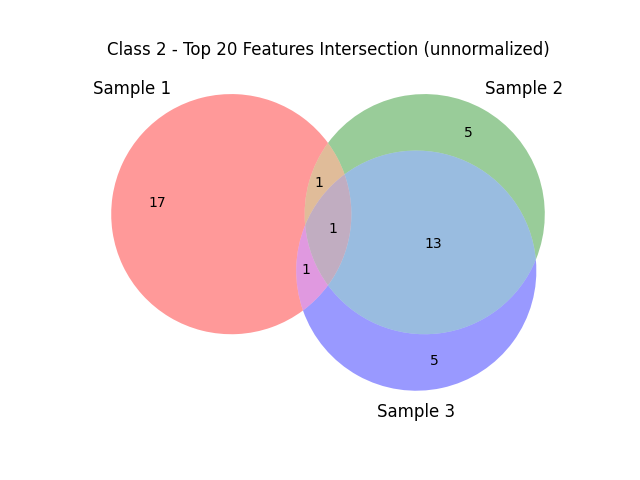 Class 2 - Top 20 Features Intersection (unnormalized)
Sample 1
Sample 2
5
1
17
1
13
1
5
Sample 3